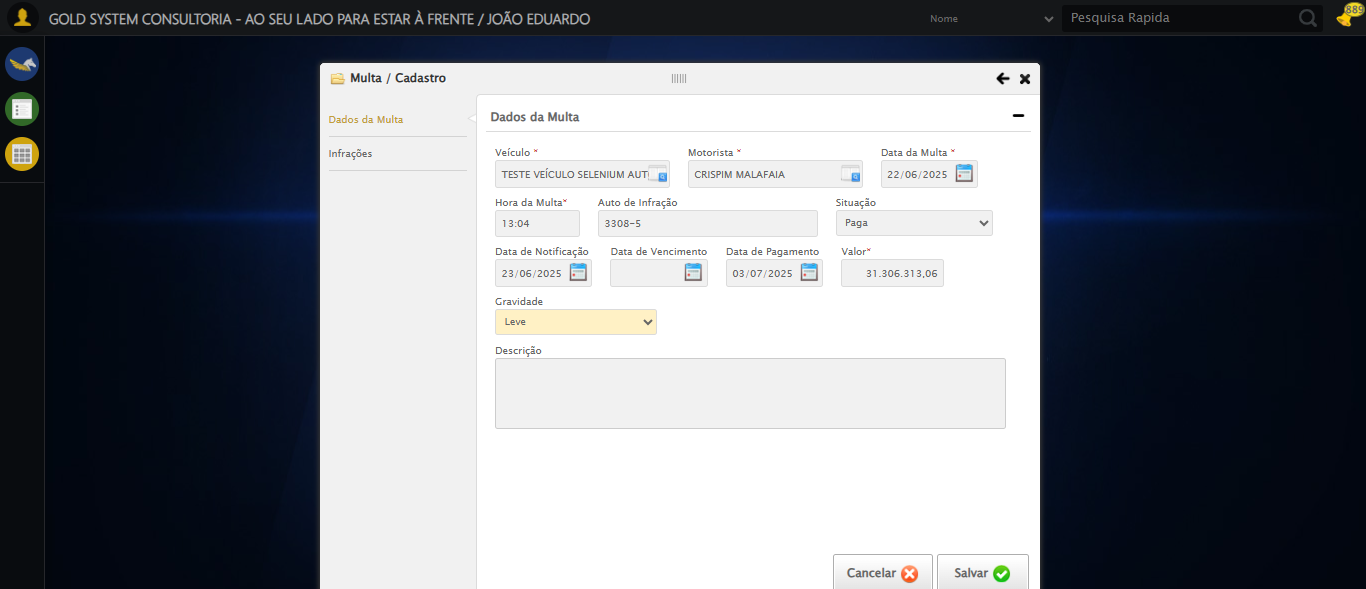 GOLD SYSTEM CONSULTORIA - AO SEU LADO PARA ESTAR À FRENTE / JOÃO EDUARDO
Nome
Pesquisa Rapida
889
Multa / Cadastro
Dados da Multa
Infrações
Dados da Multa
Veículo *
Motorista *
Data da Multa *
TESTE VEÍCULO SELENIUM AUT
CRISPIM MALAFAIA
22/06/2025
Hora da Multa*
Auto de Infração
Situação
13:04
3308-5
Paga
Data de Notificação
Data de Vencimento
Data de Pagamento
Valor*
23/06/2025
03/07/2025
31.306.313,06
Gravidade
Leve
Descrição
Cancelar
Salvar